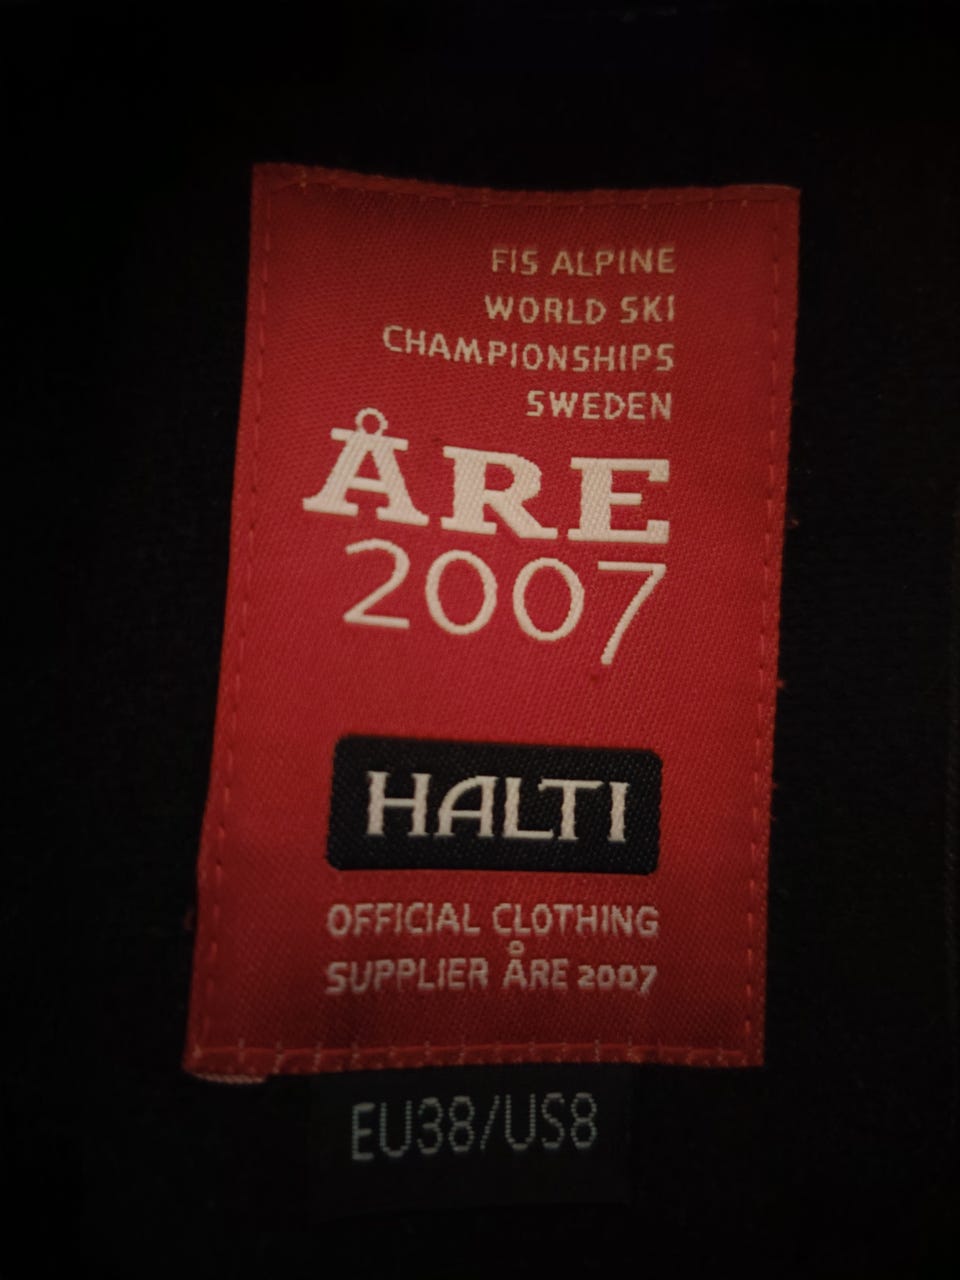 FIS ALPINE
WORLD SKI
CHAMPIONSHIPS
SWEDEN
ÅRE
2007
HALTI
OFFICIAL CLOTHING
SUPPLIER ÅRE 2007
EU38/US8